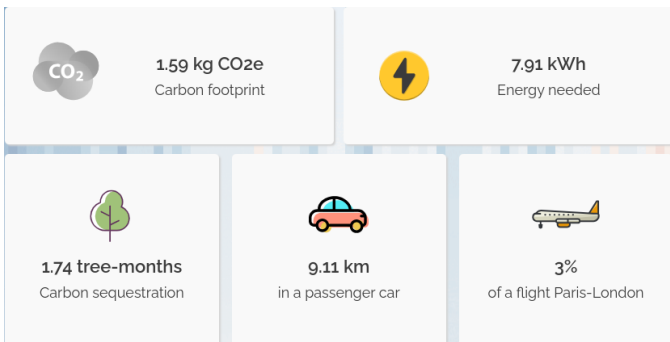 CO2
1.59 kg CO2e
Carbon footprint
7.91 kWh
Energy needed
1.74 tree-months
Carbon sequestration
9.11 km
in a passenger car
3%
of a flight Paris-London